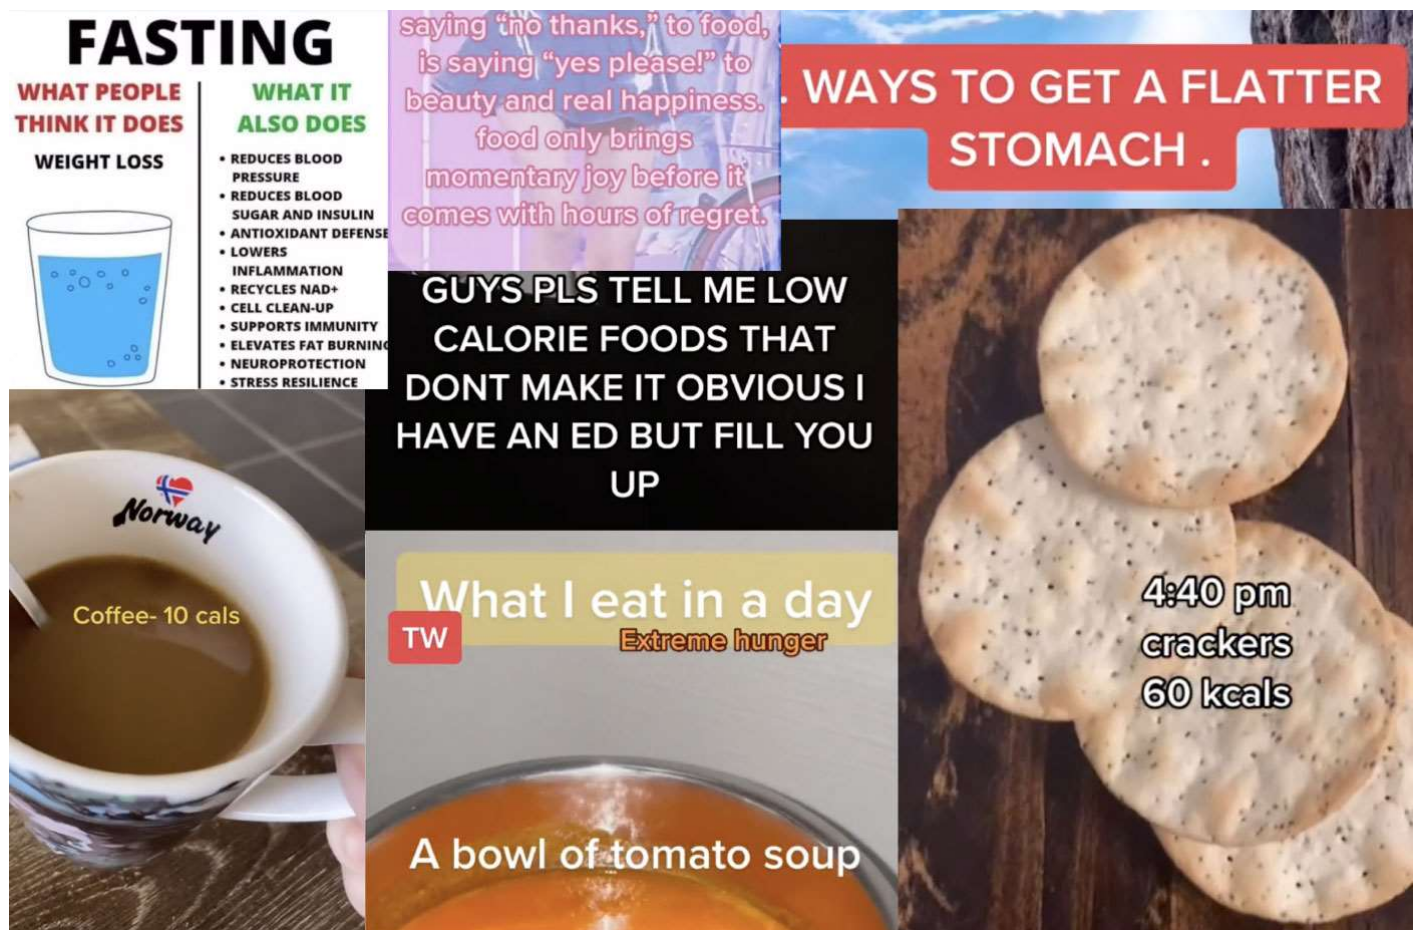 FASTING
WHAT PEOPLE
THINK IT DOES
WEIGHT LOSS
WHAT IT
ALSO DOES
• REDUCES BLOOD
PRESSURE
• REDUCES BLOOD
SUGAR AND INSULIN
• ANTIOXIDANT DEFENSE
• LOWERS
INFLAMMATION
• RECYCLES NAD+
• CELL CLEAN-UP
• SUPPORTS IMMUNITY
• ELEVATES FAT BURNING
• NEUROPROTECTION
• STRESS RESILIENCE
saying “no thanks,” to food,
is saying “yes please!” to
beauty and real happiness.
food only brings
momentary joy before it
comes with hours of regret.
. WAYS TO GET A FLATTER
STOMACH .
GUYS PLS TELL ME LOW
CALORIE FOODS THAT
DONT MAKE IT OBVIOUS I
HAVE AN ED BUT FILL YOU
UP
Norway
Coffee- 10 cals
What I eat in a day
TW
Extreme hunger
A bowl of tomato soup
4:40 pm
crackers
60 kcals